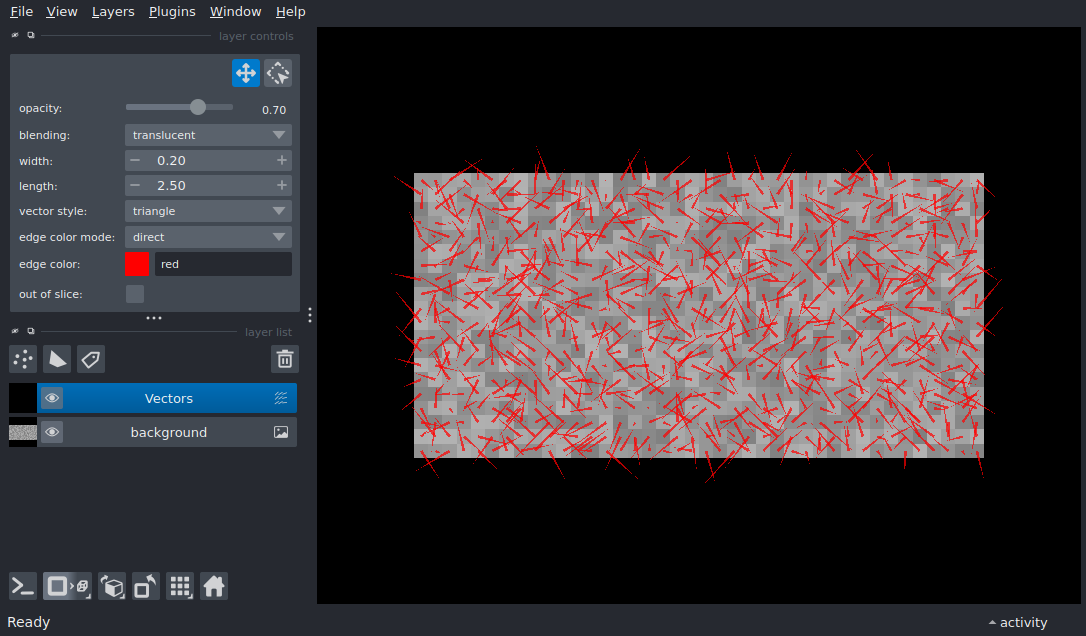 File View Layers Plugins Window Help
layer controls
opacity: 0.70
blending: translucent
width: − 0.20 +
length: − 2.50 +
vector style: triangle
edge color mode: direct
edge color: red
out of slice:
layer list
Vectors
background
Ready
activity